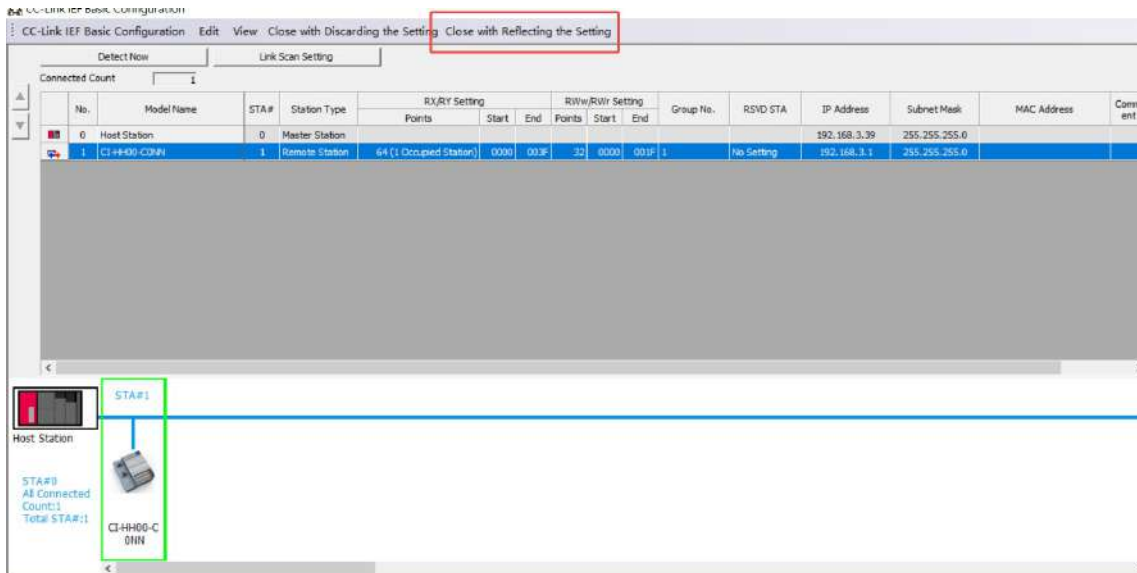 CC-Link IEF Basic Configuration
CC-Link IEF Basic Configuration Edit View Close with Discarding the Setting Close with Reflecting the Setting
Detect Now Link Scan Setting
Connected Count 1
No. Model Name STA# Station Type RX/RY Setting RWw/RWr Setting Group No. RSVD STA IP Address Subnet Mask MAC Address Comm
Points Start End Points Start End ent
0 Host Station 0 Master Station 192.168.3.39 255.255.255.0
1 CI-HH00-C0NN 1 Remote Station 64 (1 Occupied Station) 0000 003F 32 0000 001F 1 No Setting 192.168.3.1 255.255.255.0
STA#1
Host Station
STA#0
All Connected
Count:1
Total STA#:1
CI-HH00-C
0NN